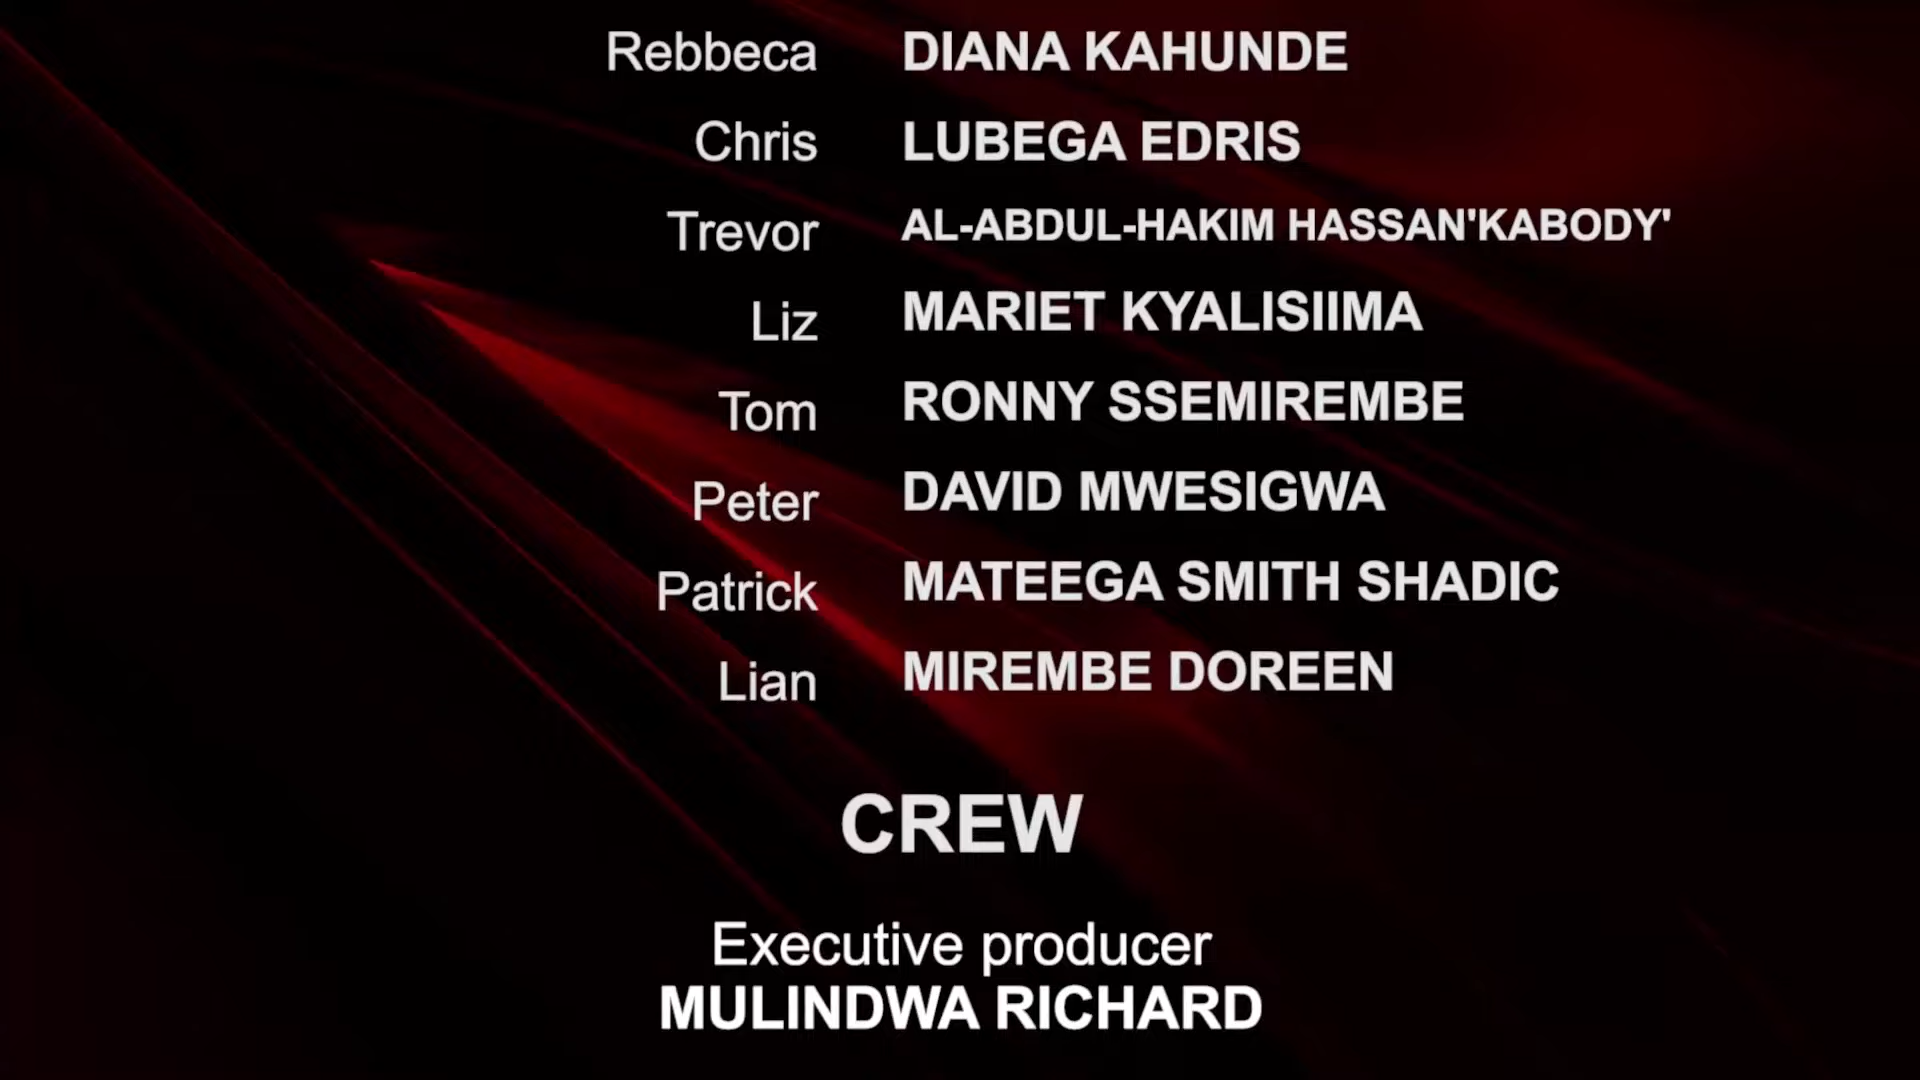 Rebbeca DIANA KAHUNDE
Chris LUBEGA EDRIS
Trevor AL-ABDUL-HAKIM HASSAN'KABODY'
Liz MARIET KYALISIIMA
Tom RONNY SSEMIREMBE
Peter DAVID MWESIGWA
Patrick MATEEGA SMITH SHADIC
Lian MIREMBE DOREEN
CREW
Executive producer
MULINDWA RICHARD